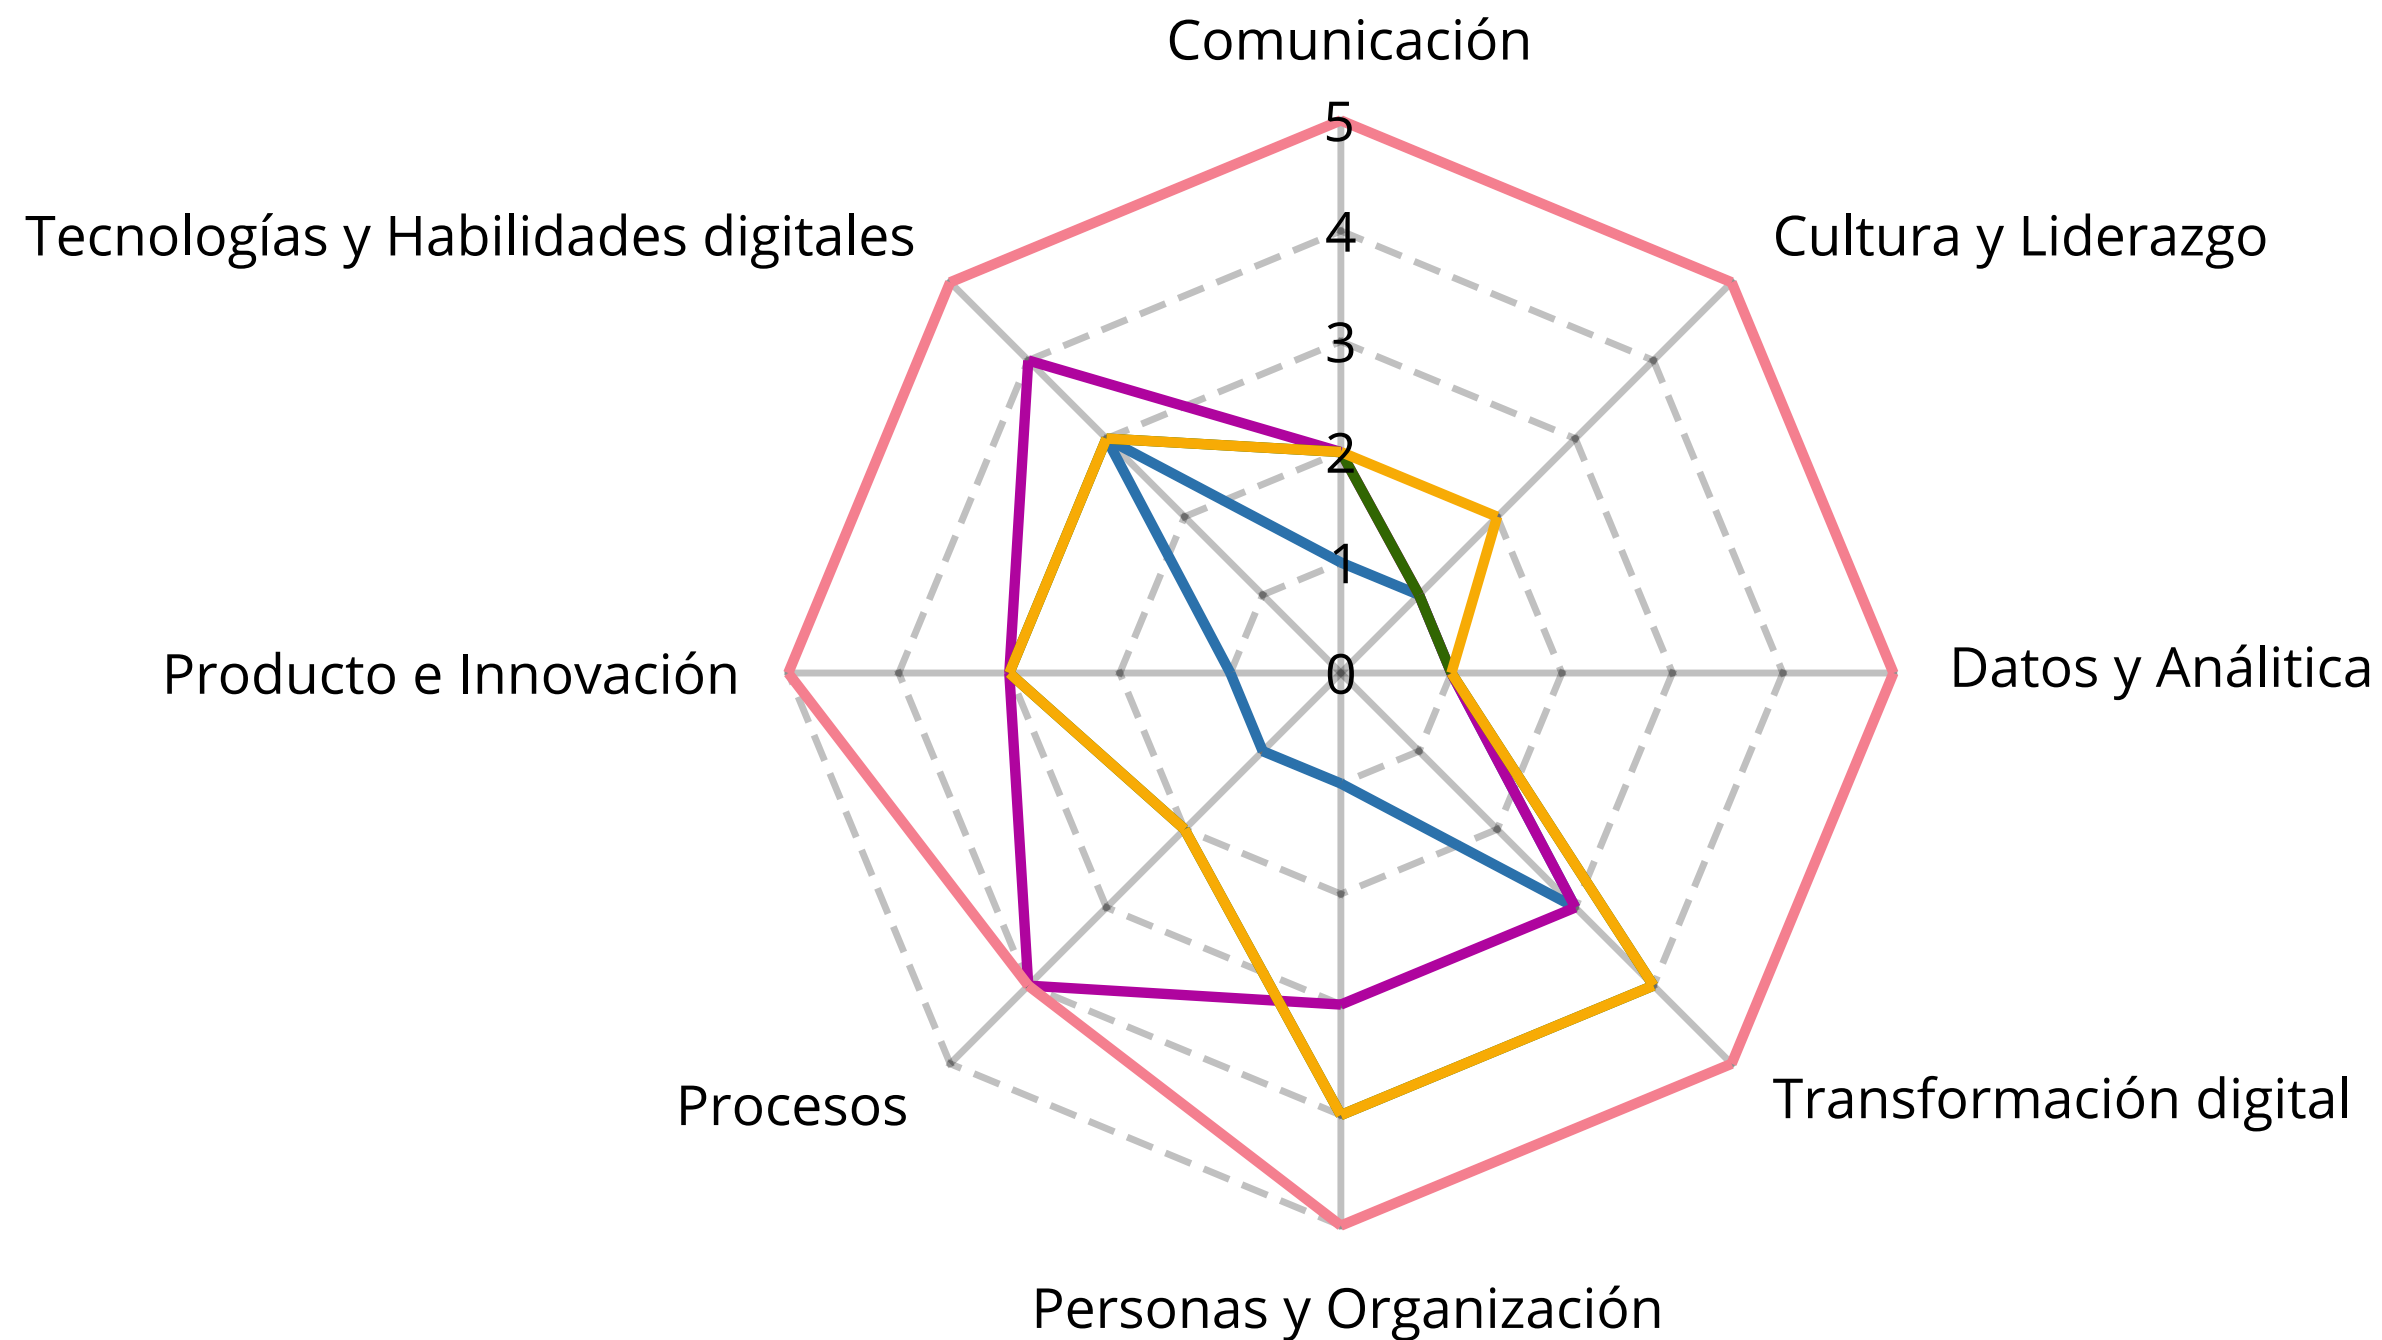 Comunicación
5
Tecnologías y Habilidades digitales
4
Cultura y Liderazgo
3
2
1
Producto e Innovación
0
Datos y Análitica
Procesos
Transformación digital
Personas y Organización